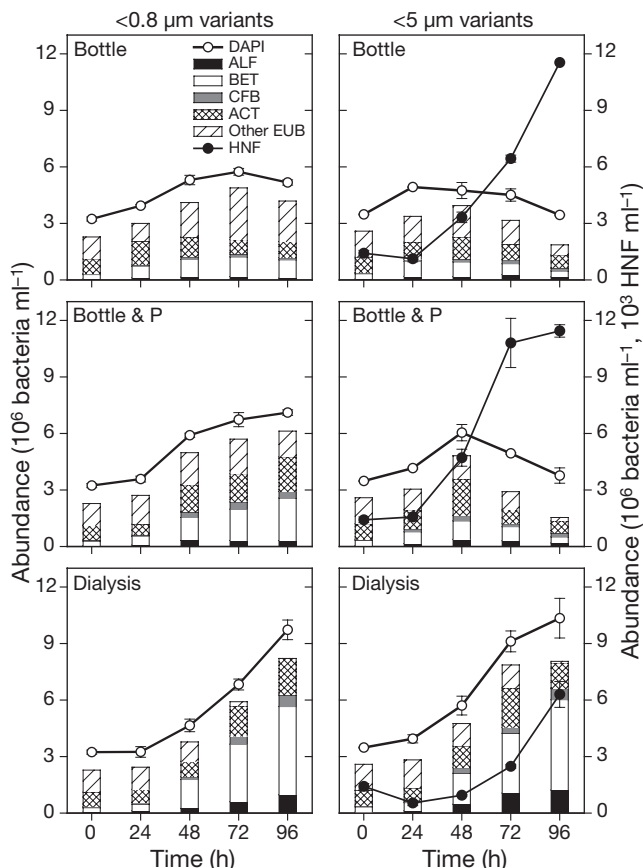 <0.8 µm variants
<5 µm variants
12
9
6
3
0
Bottle
DAPI
ALF
BET
CFB
ACT
Other EUB
HNF
Bottle
12
9
6
3
0
Abundance (10⁶ bacteria ml⁻¹)
12
9
6
3
0
Bottle & P
Bottle & P
12
9
6
3
0
Abundance (10⁶ bacteria ml⁻¹, 10³ HNF ml⁻¹)
12
9
6
3
0
Dialysis
Dialysis
12
9
6
3
0
0 24 48 72 96
0 24 48 72 96
Time (h)
Time (h)